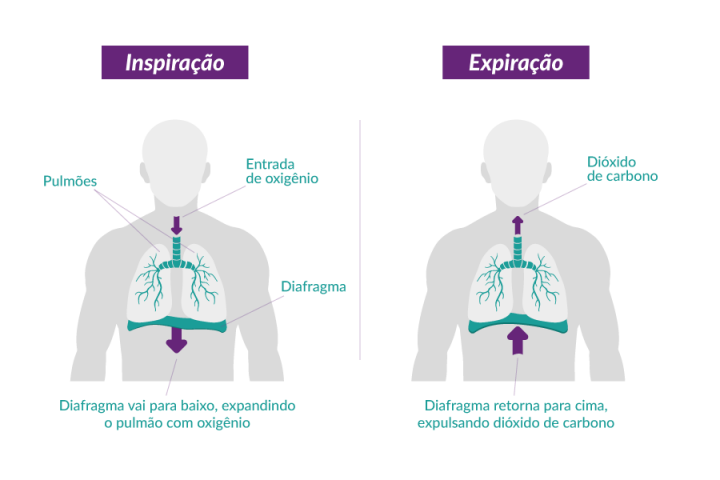 Inspiração
Expiração
Pulmões
Entrada
de oxigênio
Diafragma
Diafragma vai para baixo, expandindo
o pulmão com oxigênio
Dióxido
de carbono
Diafragma retorna para cima,
expulsando dióxido de carbono